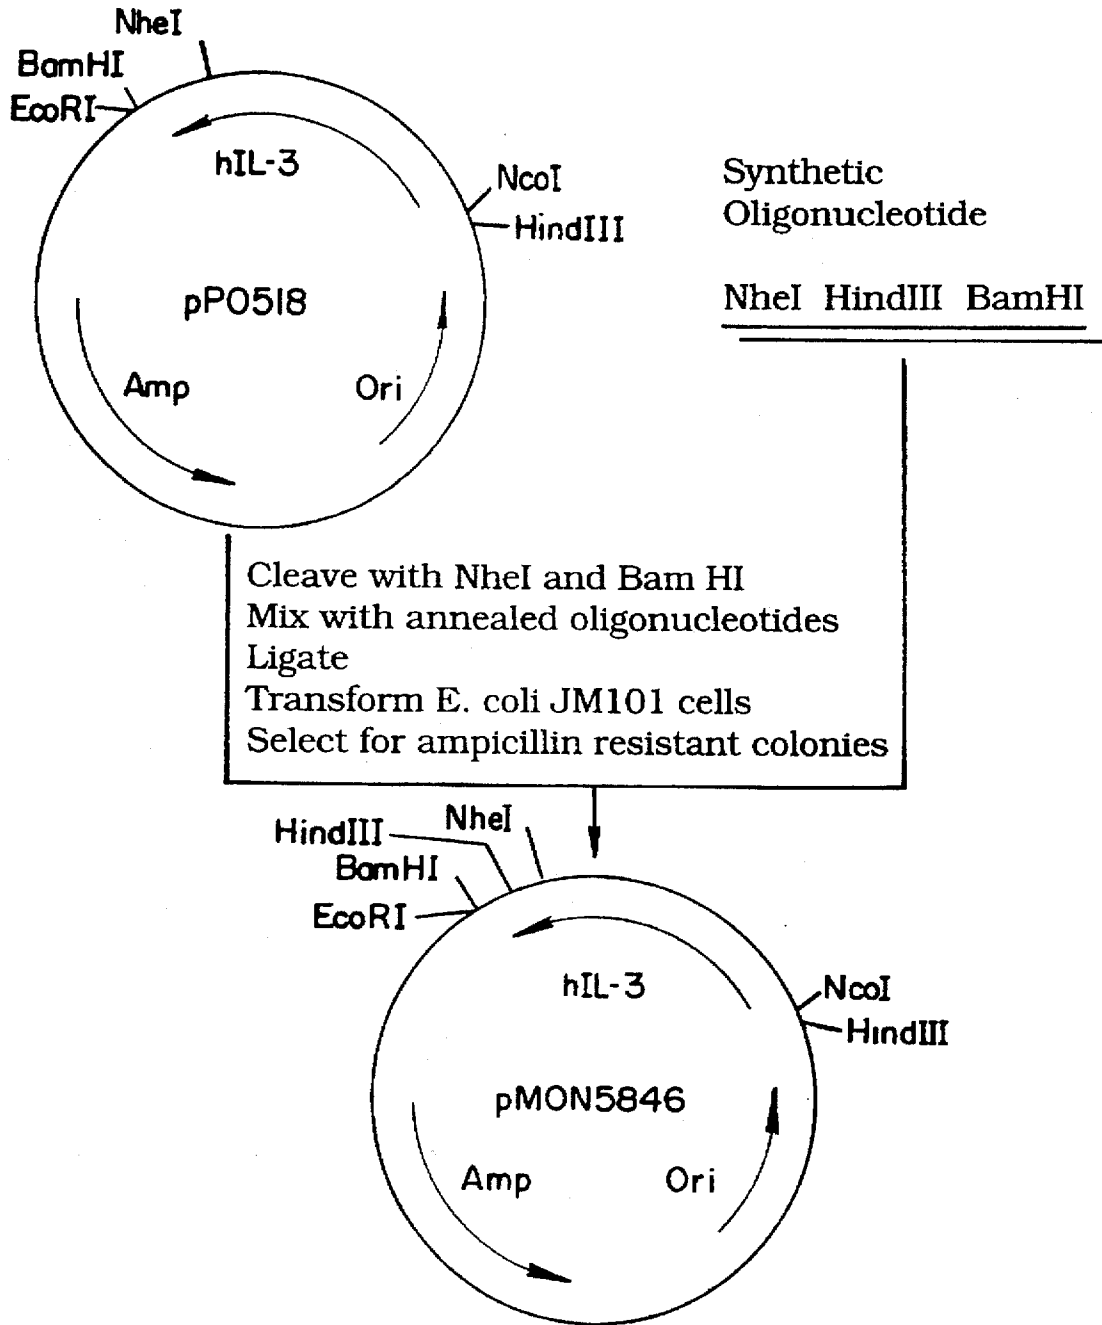 NheI
BamHI
EcoRI
hIL-3
NcoI
HindIII
pPO518
Amp
Ori
Synthetic
Oligonucleotide
NheI HindIII BamHI
Cleave with NheI and Bam HI
Mix with annealed oligonucleotides
Ligate
Transform E. coli JM101 cells
Select for ampicillin resistant colonies
HindIII
NheI
BamHI
EcoRI
hIL-3
NcoI
HindIII
pMON5846
Amp
Ori